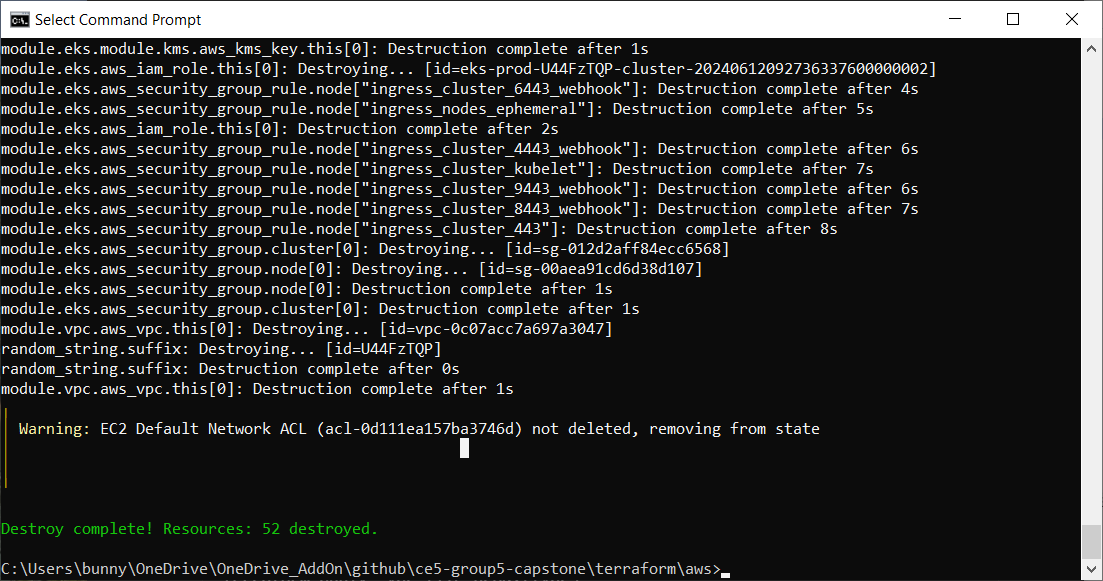 Select Command Prompt
module.eks.module.kms.aws_kms_key.this[0]: Destruction complete after 1s
module.eks.aws_iam_role.this[0]: Destroying... [id=eks-prod-U44FzTQP-cluster-20240612092736337600000002]
module.eks.aws_security_group_rule.node["ingress_cluster_6443_webhook"]: Destruction complete after 4s
module.eks.aws_security_group_rule.node["ingress_nodes_ephemeral"]: Destruction complete after 5s
module.eks.aws_iam_role.this[0]: Destruction complete after 2s
module.eks.aws_security_group_rule.node["ingress_cluster_4443_webhook"]: Destruction complete after 6s
module.eks.aws_security_group_rule.node["ingress_cluster_kubelet"]: Destruction complete after 7s
module.eks.aws_security_group_rule.node["ingress_cluster_9443_webhook"]: Destruction complete after 6s
module.eks.aws_security_group_rule.node["ingress_cluster_8443_webhook"]: Destruction complete after 7s
module.eks.aws_security_group_rule.node["ingress_cluster_443"]: Destruction complete after 8s
module.eks.aws_security_group.cluster[0]: Destroying... [id=sg-012d2aff84ecc6568]
module.eks.aws_security_group.node[0]: Destroying... [id=sg-00aea91cd6d38d107]
module.eks.aws_security_group.node[0]: Destruction complete after 1s
module.eks.aws_security_group.cluster[0]: Destruction complete after 1s
module.vpc.aws_vpc.this[0]: Destroying... [id=vpc-0c07acc7a697a3047]
random_string.suffix: Destroying... [id=U44FzTQP]
random_string.suffix: Destruction complete after 0s
module.vpc.aws_vpc.this[0]: Destruction complete after 1s
Warning: EC2 Default Network ACL (acl-0d111ea157ba3746d) not deleted, removing from state
Destroy complete! Resources: 52 destroyed.
C:\Users\bunny\OneDrive\OneDrive_AddOn\github\ce5-group5-capstone\terraform\aws>